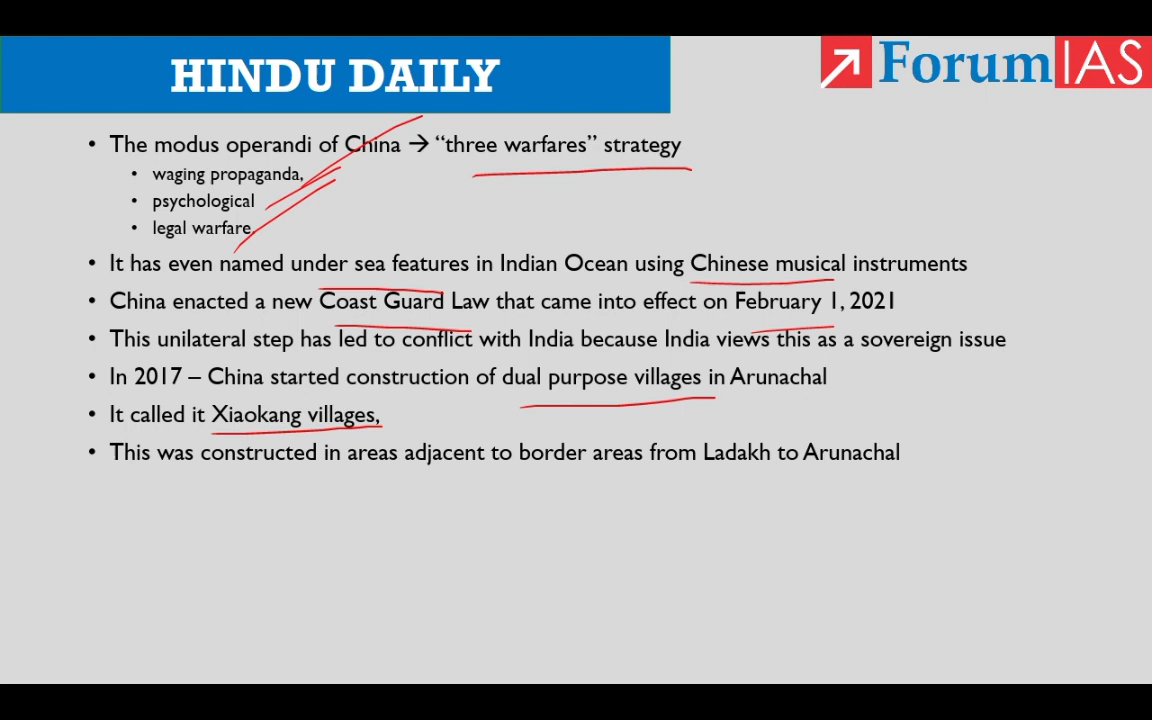 HINDU DAILY
ForumIAS
• The modus operandi of China → “three warfares” strategy
• waging propaganda,
• psychological
• legal warfare.
• It has even named under sea features in Indian Ocean using Chinese musical instruments
• China enacted a new Coast Guard Law that came into effect on February 1, 2021
• This unilateral step has led to conflict with India because India views this as a sovereign issue
• In 2017 – China started construction of dual purpose villages in Arunachal
• It called it Xiaokang villages,
• This was constructed in areas adjacent to border areas from Ladakh to Arunachal